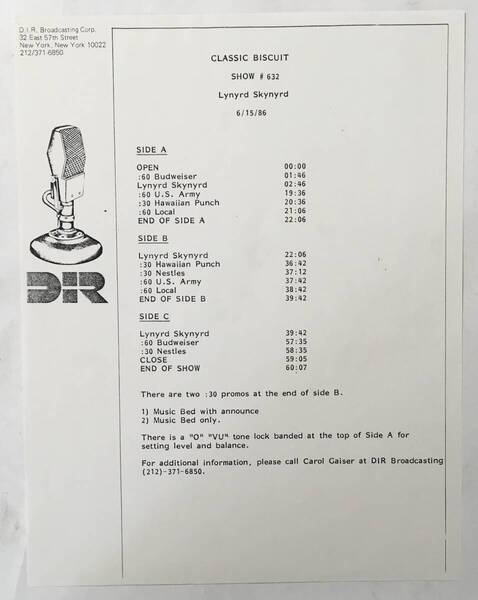 D.I.R. Broadcasting Corp.
32 East 57th Street
New York, New York 10022
212/371-6850
CLASSIC BISCUIT
SHOW # 632
Lynyrd Skynyrd
6/15/86
SIDE A
OPEN 00:00
:60 Budweiser 01:46
Lynyrd Skynyrd 02:46
:60 U.S. Army 19:36
:30 Hawaiian Punch 20:36
:60 Local 21:06
END OF SIDE A 22:06
SIDE B
Lynyrd Skynyrd 22:06
:30 Hawaiian Punch 36:42
:30 Nestles 37:12
:60 U.S. Army 37:42
:60 Local 38:42
END OF SIDE B 39:42
DIR
SIDE C
Lynyrd Skynyrd 39:42
:60 Budweiser 57:35
:30 Nestles 58:35
CLOSE 59:05
END OF SHOW 60:07
There are two :30 promos at the end of side B.
1) Music Bed with announce
2) Music Bed only.
There is a "O" "VU" tone lock banded at the top of Side A for
setting level and balance.
For additional information, please call Carol Gaiser at DIR Broadcasting
(212)-371-6850.